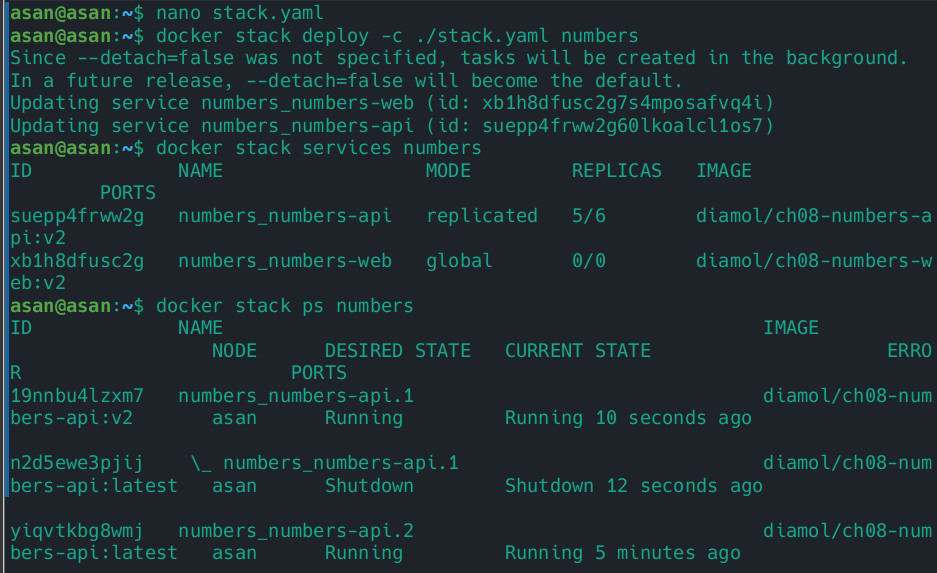 asan@asan:~$ nano stack.yaml
asan@asan:~$ docker stack deploy -c ./stack.yaml numbers
Since --detach=false was not specified, tasks will be created in the background.
In a future release, --detach=false will become the default.
Updating service numbers_numbers-web (id: xb1h8dfusc2g7s4mposafvq4i)
Updating service numbers_numbers-api (id: suepp4frww2g60lkoalcl1os7)
asan@asan:~$ docker stack services numbers
ID             NAME                  MODE         REPLICAS   IMAGE
        PORTS
suepp4frww2g   numbers_numbers-api   replicated   5/6        diamol/ch08-numbers-a
pi:v2
xb1h8dfusc2g   numbers_numbers-web   global       0/0        diamol/ch08-numbers-w
eb:v2
asan@asan:~$ docker stack ps numbers
ID             NAME                                                IMAGE
                  NODE      DESIRED STATE   CURRENT STATE                     ERRO
R                        PORTS
19nnbu4lzxm7   numbers_numbers-api.1                               diamol/ch08-num
bers-api:v2       asan      Running         Running 10 seconds ago
n2d5ewe3pjij    \_ numbers_numbers-api.1                           diamol/ch08-num
bers-api:latest   asan      Shutdown        Shutdown 12 seconds ago
yiqvtkbg8wmj   numbers_numbers-api.2                               diamol/ch08-num
bers-api:latest   asan      Running         Running 5 minutes ago